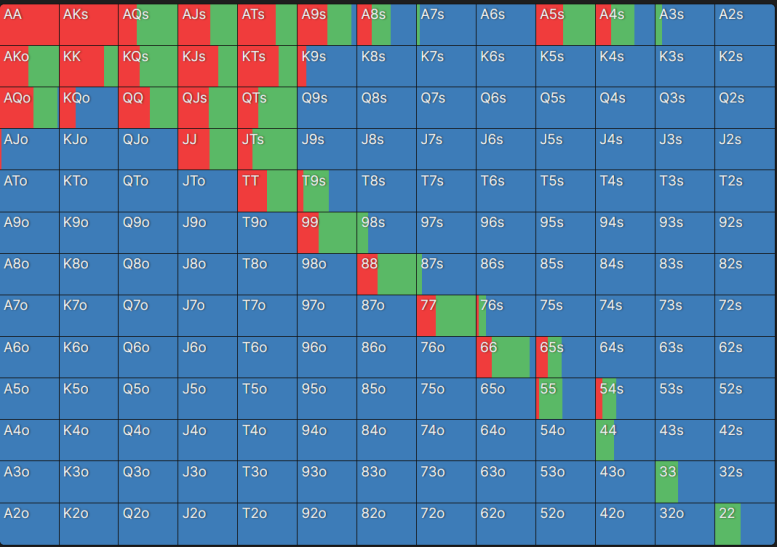 AA AKs AQs AJs ATs A9s A8s A7s A6s A5s A4s A3s A2s
AKo KK KQs KJs KTs K9s K8s K7s K6s K5s K4s K3s K2s
AQo KQo QQ QJs QTs Q9s Q8s Q7s Q6s Q5s Q4s Q3s Q2s
AJo KJo QJo JJ JTs J9s J8s J7s J6s J5s J4s J3s J2s
ATo KTo QTo JTo TT T9s T8s T7s T6s T5s T4s T3s T2s
A9o K9o Q9o J9o T9o 99 98s 97s 96s 95s 94s 93s 92s
A8o K8o Q8o J8o T8o 98o 88 87s 86s 85s 84s 83s 82s
A7o K7o Q7o J7o T7o 97o 87o 77 76s 75s 74s 73s 72s
A6o K6o Q6o J6o T6o 96o 86o 76o 66 65s 64s 63s 62s
A5o K5o Q5o J5o T5o 95o 85o 75o 65o 55 54s 53s 52s
A4o K4o Q4o J4o T4o 94o 84o 74o 64o 54o 44 43s 42s
A3o K3o Q3o J3o T3o 93o 83o 73o 63o 53o 43o 33 32s
A2o K2o Q2o J2o T2o 92o 82o 72o 62o 52o 42o 32o 22